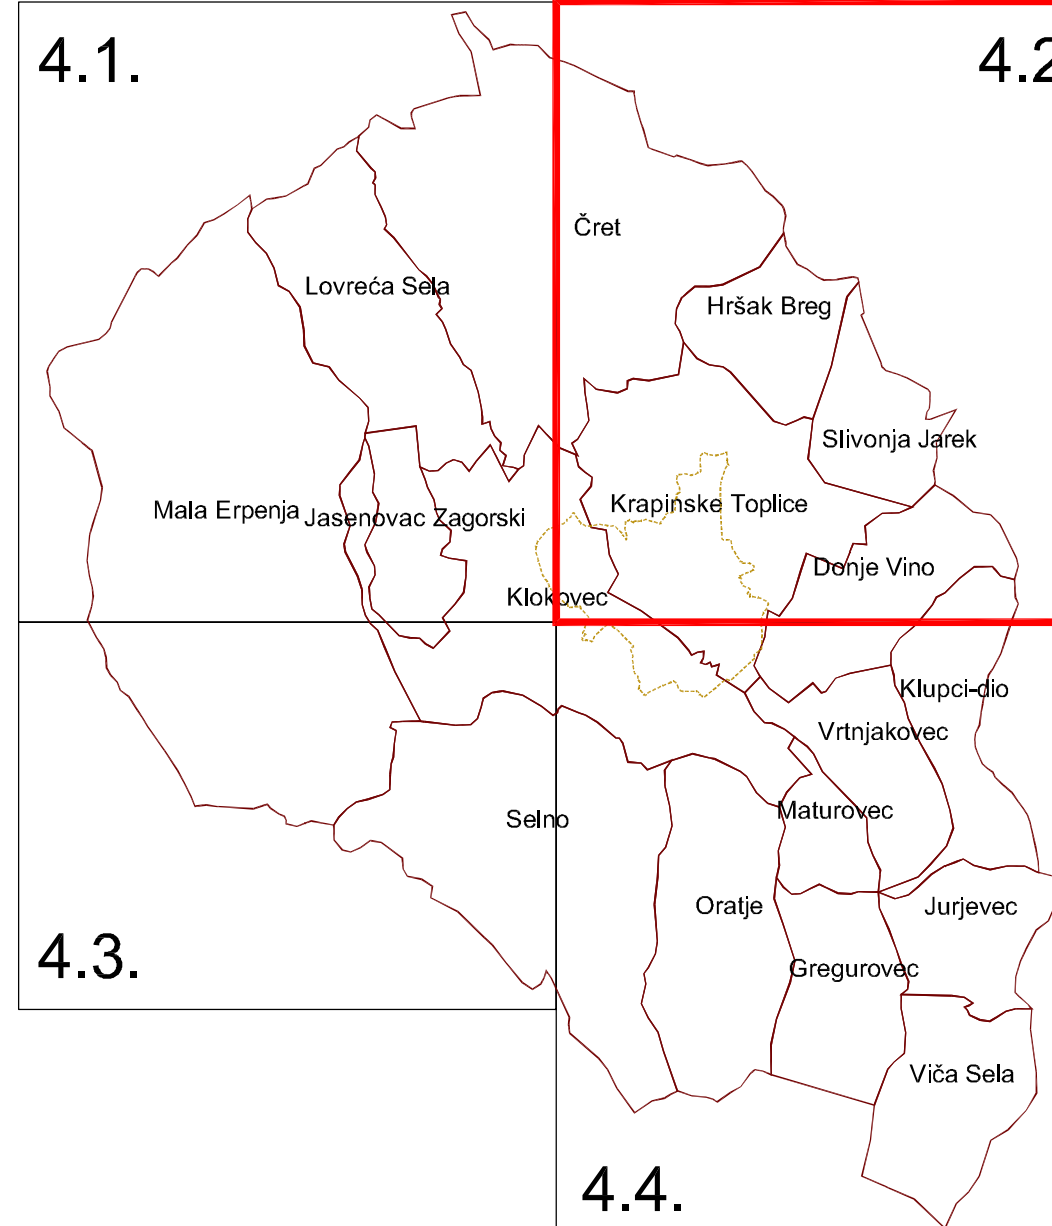 4.1.
4.2
Čret
Lovreća Sela
Hršak Breg
Slivonja Jarek
Mala Erpenja
Jasenovac Zagorski
Krapinske Toplice
Donje Vino
Klokovec
Klupci-dio
Vrtnjakovec
Selno
Maturovec
Oratje
Jurjevec
4.3.
Gregurovec
Viča Sela
4.4.